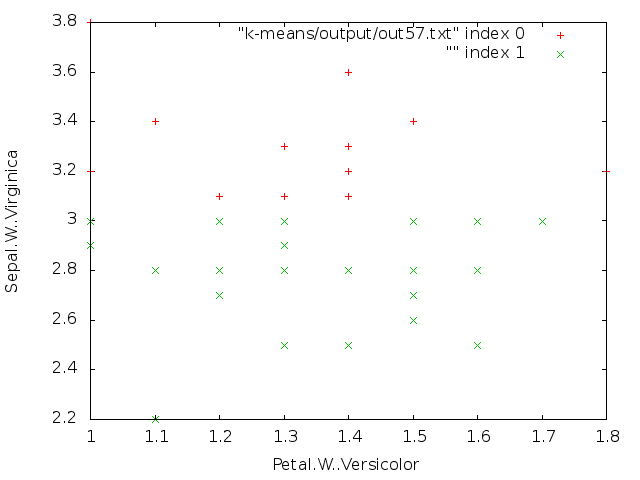 "k-means/output/out57.txt" index 0
"" index 1
3.8
3.6
3.4
3.2
3
2.8
2.6
2.4
2.2
Sepal.W..Virginica
1 1.1 1.2 1.3 1.4 1.5 1.6 1.7 1.8
Petal.W..Versicolor